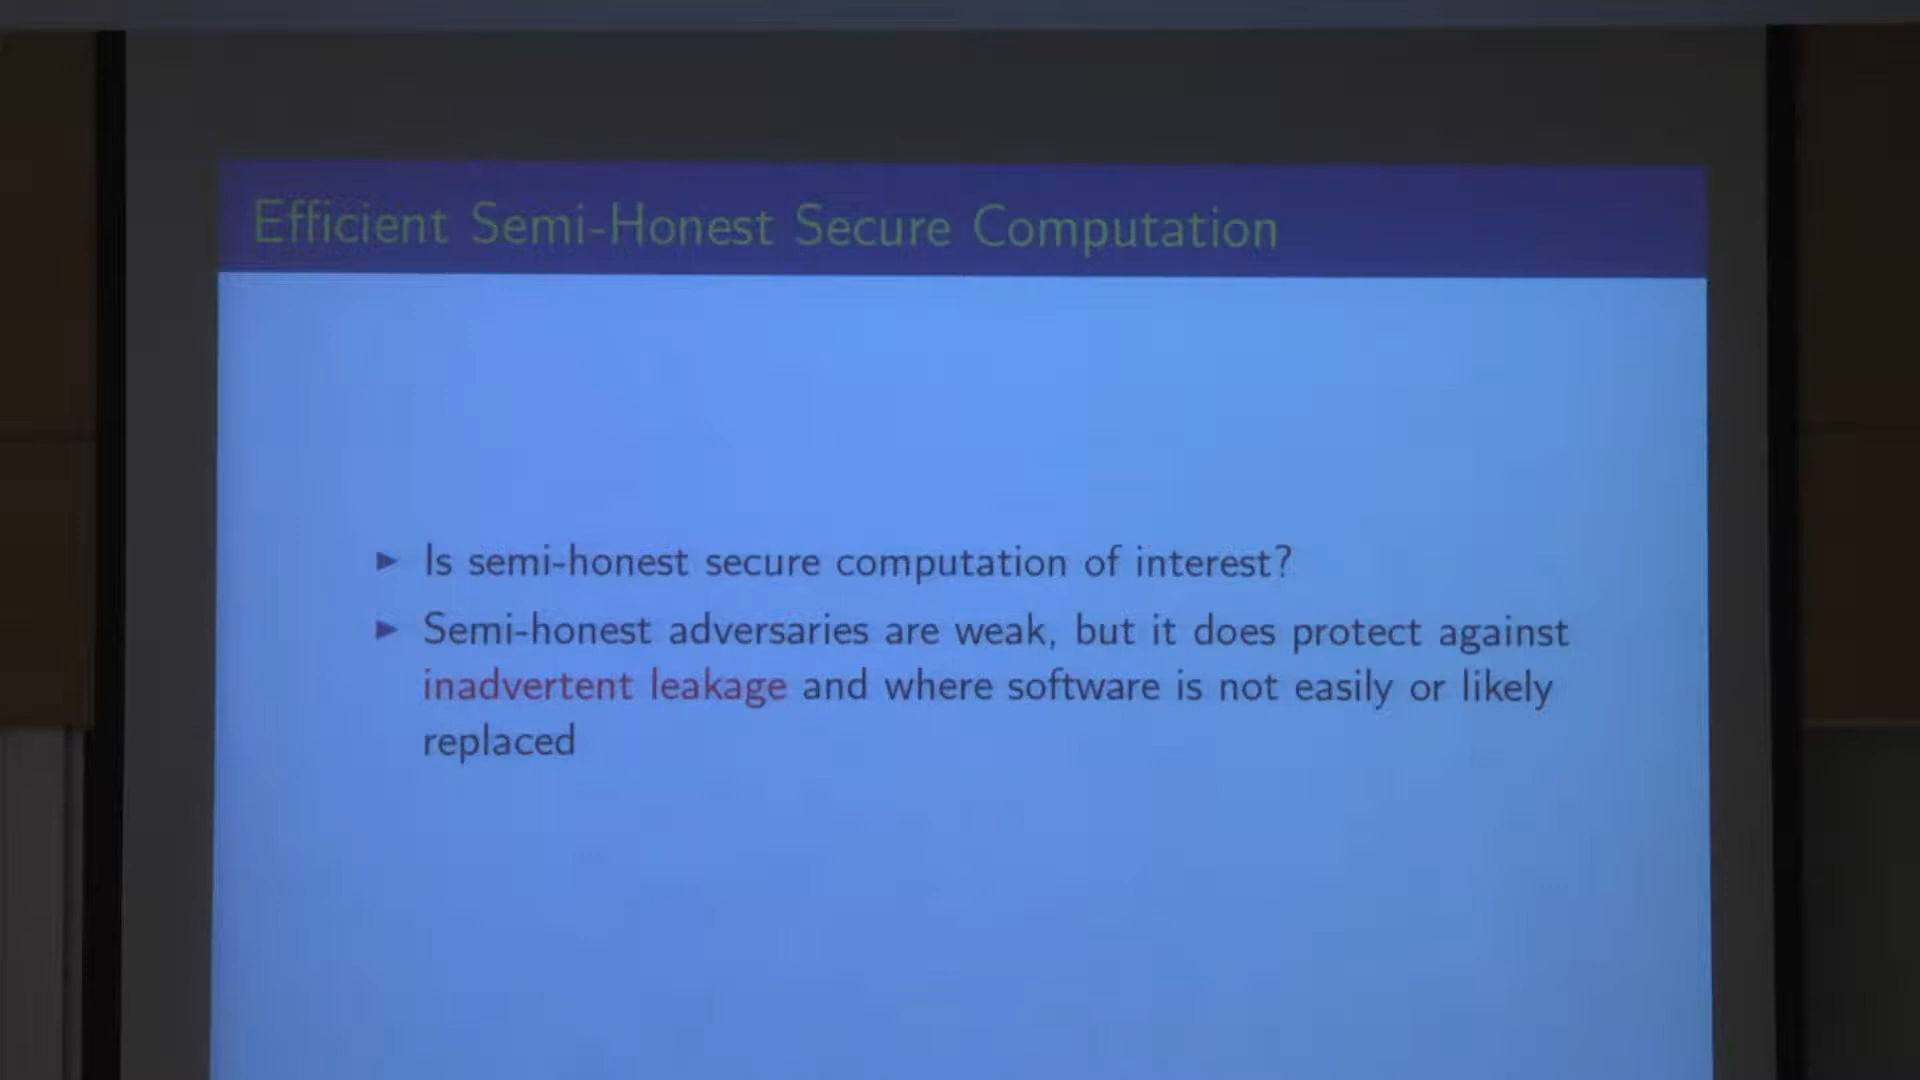 Efficient Semi-Honest Secure Computation
► Is semi-honest secure computation of interest?
► Semi-honest adversaries are weak, but it does protect against
inadvertent leakage and where software is not easily or likely
replaced